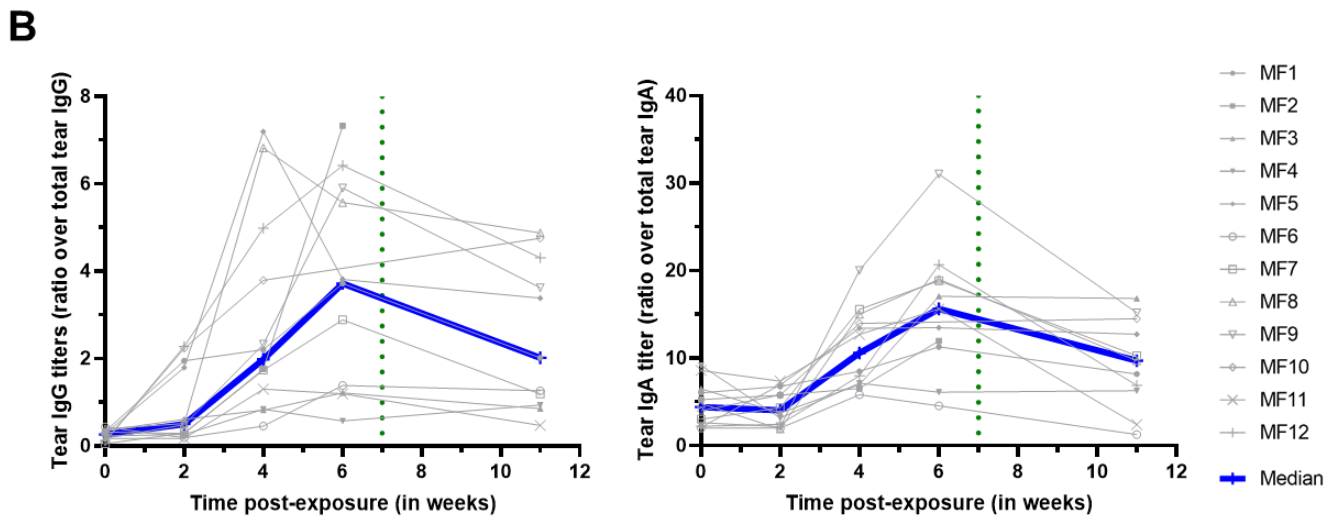 B
Tear IgG titers (ratio over total tear IgG)
8
6
4
2
0
0 2 4 6 8 10 12
Time post-exposure (in weeks)
Tear IgA titer (ratio over total tear IgA)
40
30
20
10
0
0 2 4 6 8 10 12
Time post-exposure (in weeks)
MF1
MF2
MF3
MF4
MF5
MF6
MF7
MF8
MF9
MF10
MF11
MF12
Median